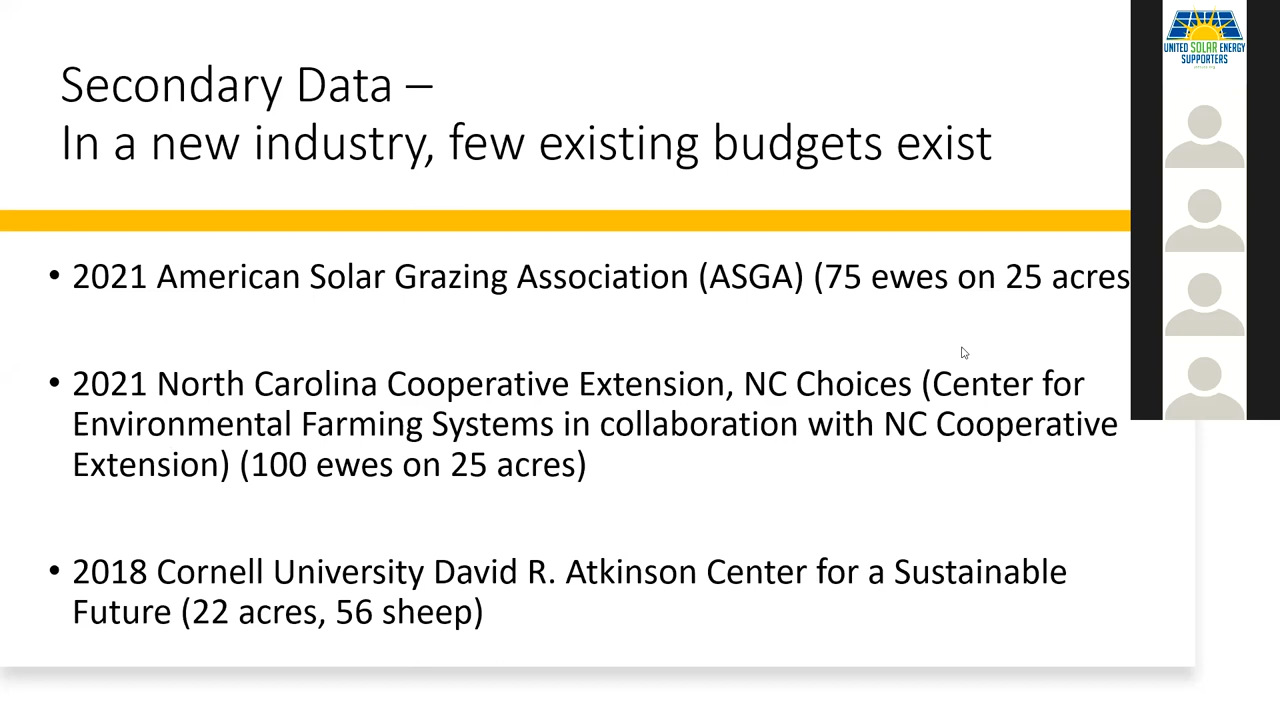 Secondary Data –
In a new industry, few existing budgets exist
• 2021 American Solar Grazing Association (ASGA) (75 ewes on 25 acres
• 2021 North Carolina Cooperative Extension, NC Choices (Center for
Environmental Farming Systems in collaboration with NC Cooperative
Extension) (100 ewes on 25 acres)
• 2018 Cornell University David R. Atkinson Center for a Sustainable
Future (22 acres, 56 sheep)
UNITED SOLAR ENERGY
SUPPORTERS